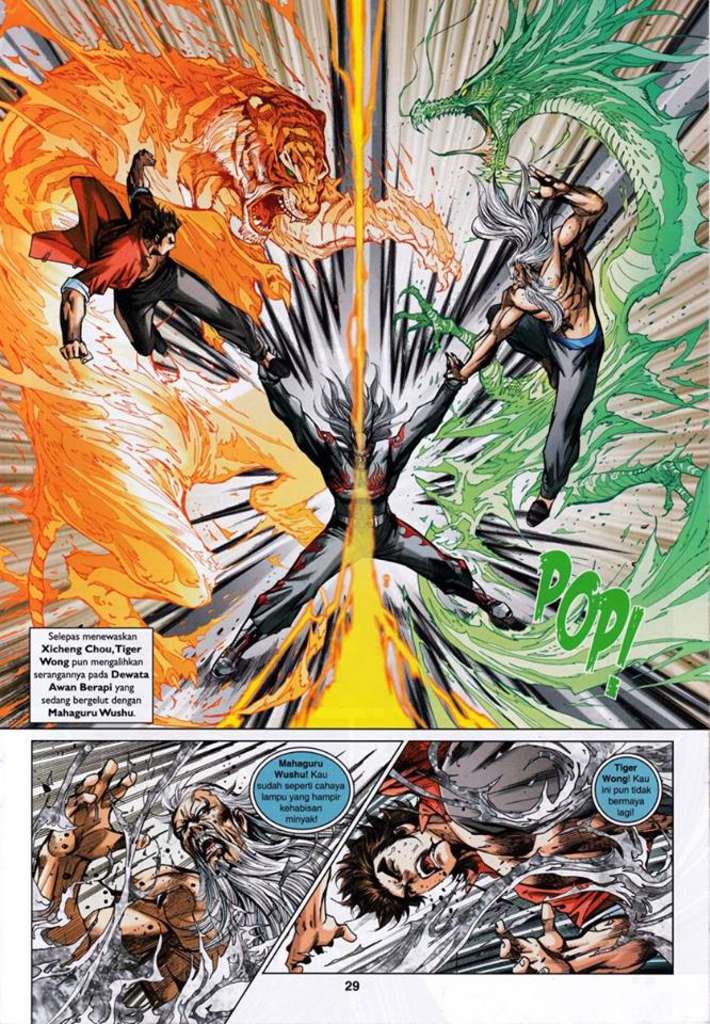 POP!
Selepas menewaskan
Xicheng Chou, Tiger
Wong pun mengalihkan
serangannya pada Dewata
Awan Berapi yang
sedang bergelut dengan
Mahaguru Wushu.
Mahaguru
Wushu! Kau
sudah seperti cahaya
lampu yang hampir
kehabisan
minyak!
Tiger
Wong! Kau
ini pun tidak
bermaya
lagi!
29